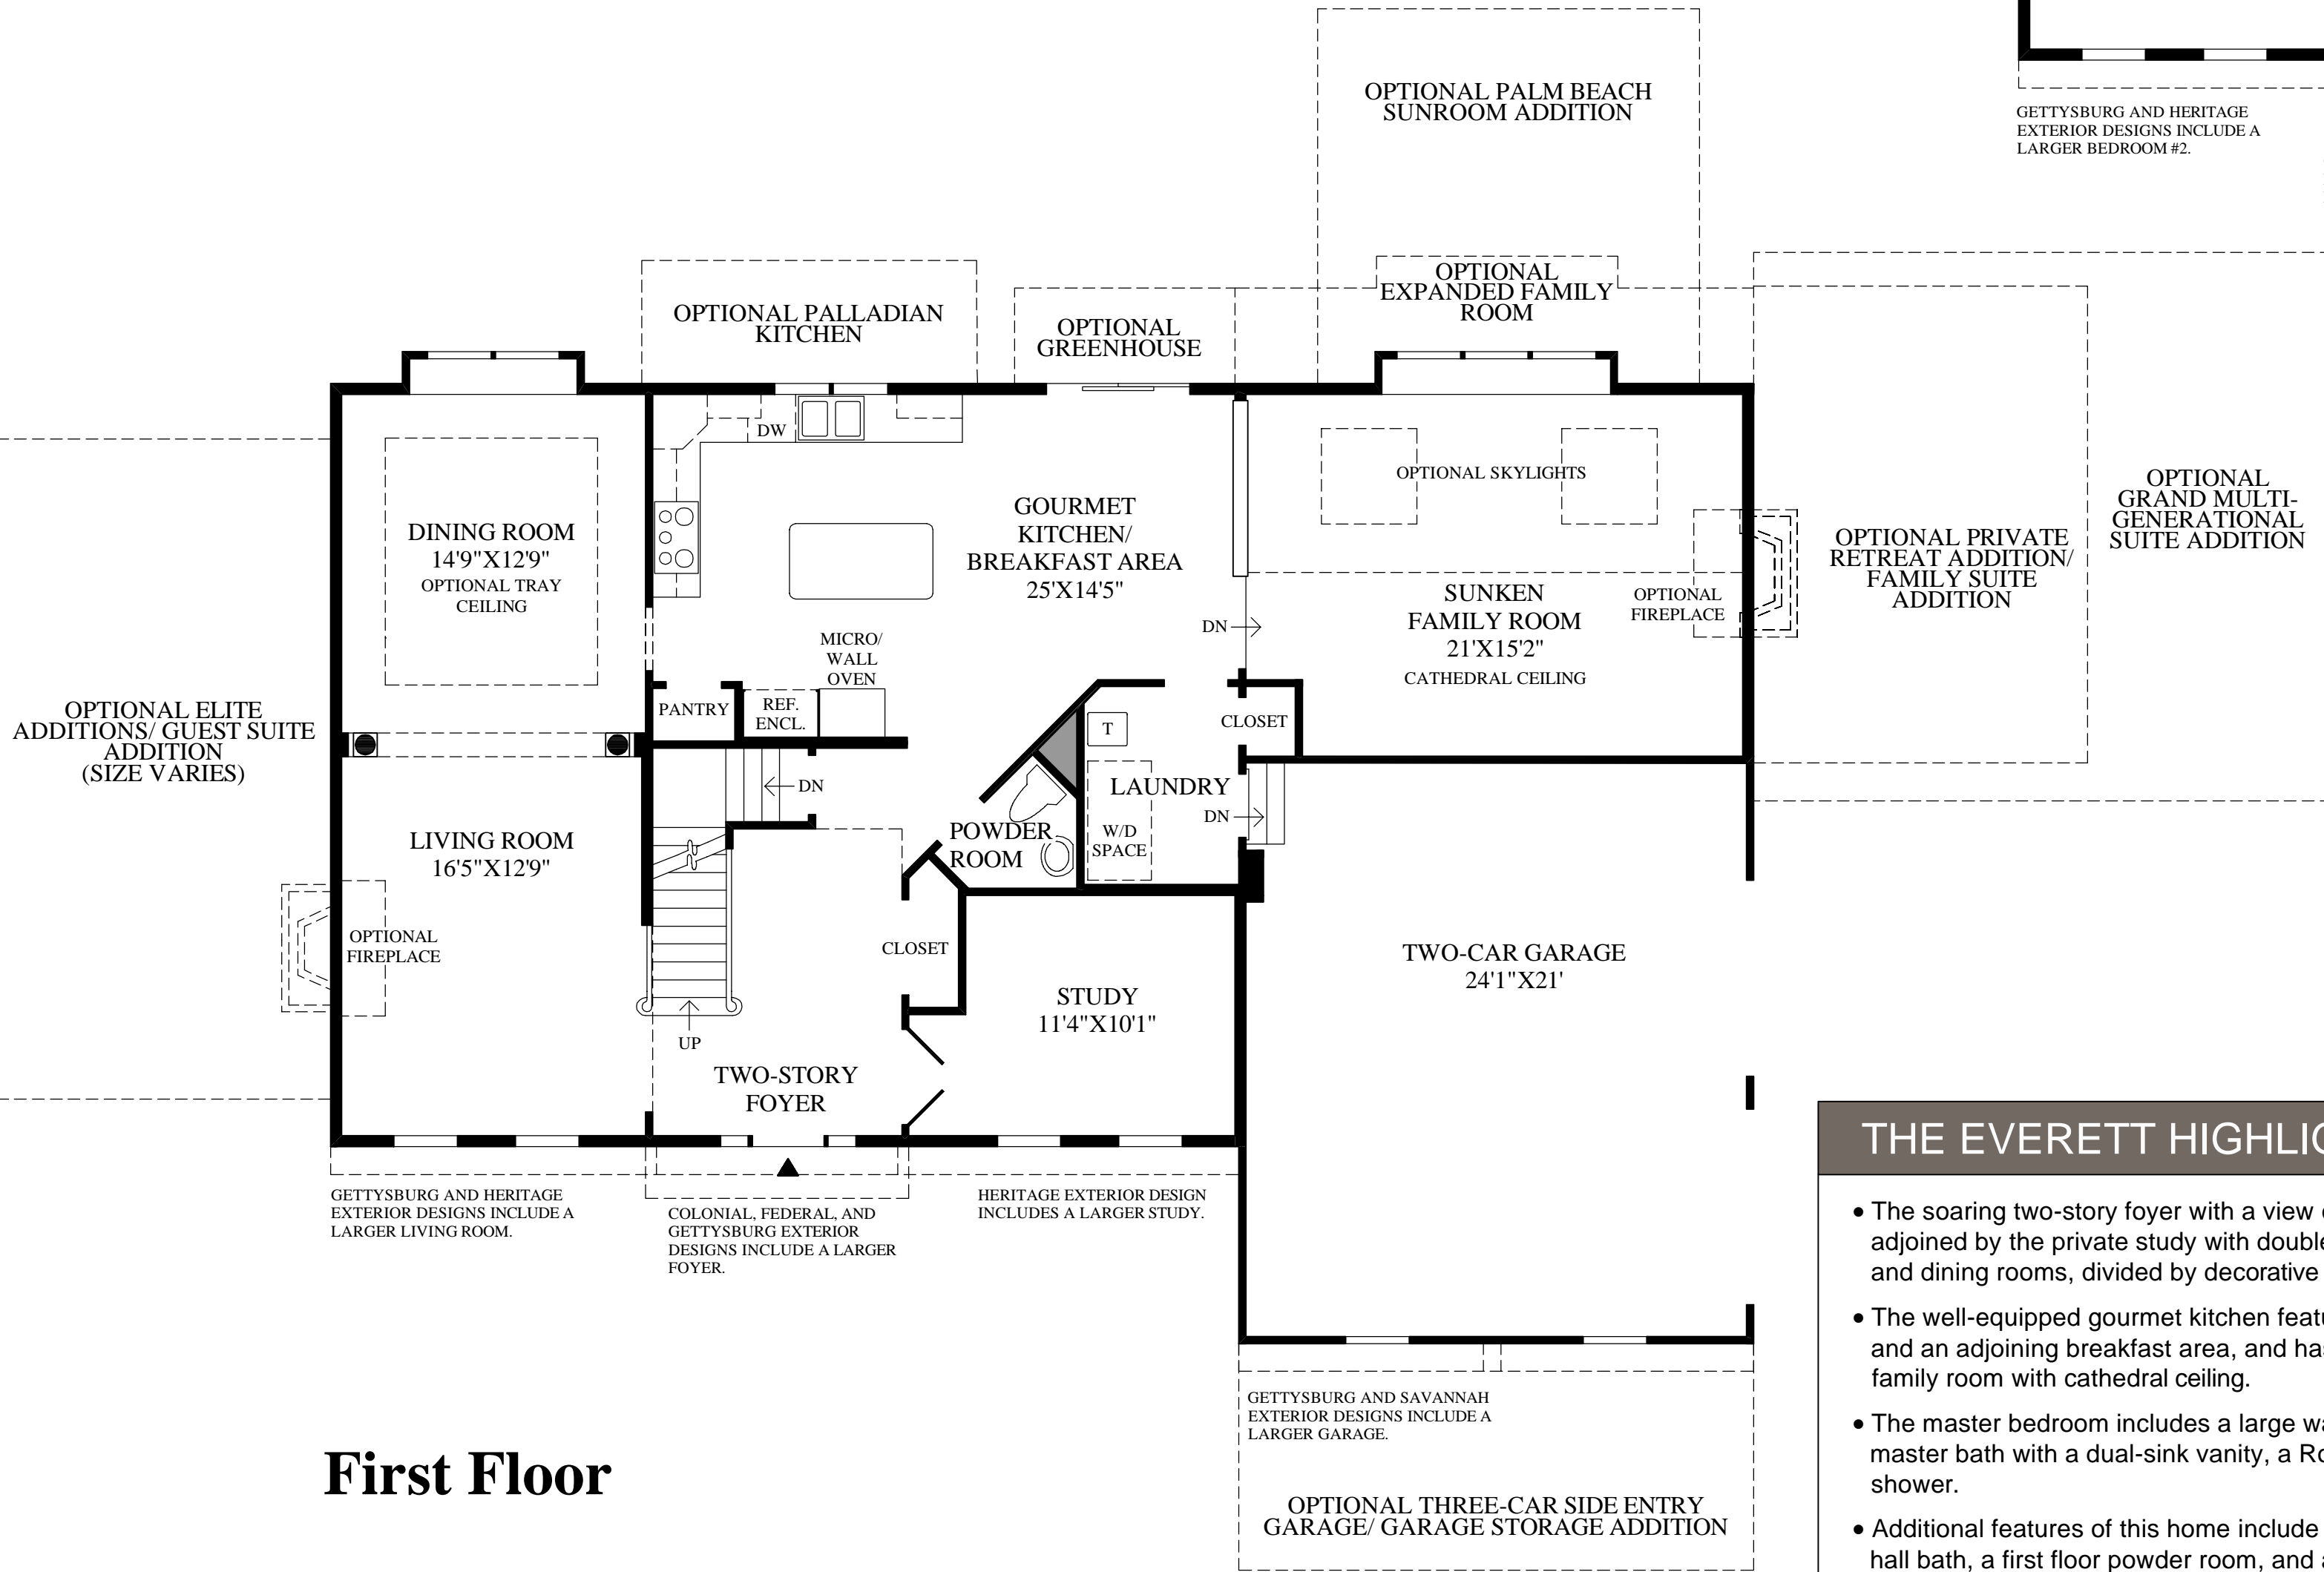 OPTIONAL PALM BEACH
SUNROOM ADDITION
GETTYSBURG AND HERITAGE
EXTERIOR DESIGNS INCLUDE A
LARGER BEDROOM #2.
OPTIONAL PALLADIAN
KITCHEN
OPTIONAL
GREENHOUSE
OPTIONAL
EXPANDED FAMILY
ROOM
DW
OPTIONAL SKYLIGHTS
DINING ROOM
14'9"X12'9"
OPTIONAL TRAY
CEILING
GOURMET
KITCHEN/
BREAKFAST AREA
25'X14'5"
SUNKEN
FAMILY ROOM
21'X15'2"
CATHEDRAL CEILING
OPTIONAL
FIREPLACE
OPTIONAL PRIVATE
RETREAT ADDITION/
FAMILY SUITE
ADDITION
OPTIONAL
GRAND MULTI-
GENERATIONAL
SUITE ADDITION
DN
MICRO/
WALL
OVEN
PANTRY
REF.
ENCL.
T
CLOSET
OPTIONAL ELITE
ADDITIONS/ GUEST SUITE
ADDITION
(SIZE VARIES)
DN
LAUNDRY
DN
W/D
SPACE
POWDER
ROOM
LIVING ROOM
16'5"X12'9"
OPTIONAL
FIREPLACE
CLOSET
UP
STUDY
11'4"X10'1"
TWO-CAR GARAGE
24'1"X21'
TWO-STORY
FOYER
GETTYSBURG AND HERITAGE
EXTERIOR DESIGNS INCLUDE A
LARGER LIVING ROOM.
COLONIAL, FEDERAL, AND
GETTYSBURG EXTERIOR
DESIGNS INCLUDE A LARGER
FOYER.
HERITAGE EXTERIOR DESIGN
INCLUDES A LARGER STUDY.
GETTYSBURG AND SAVANNAH
EXTERIOR DESIGNS INCLUDE A
LARGER GARAGE.
OPTIONAL THREE-CAR SIDE ENTRY
GARAGE/ GARAGE STORAGE ADDITION
First Floor
THE EVERETT
• The soaring two-story foyer with a view
adjoined by the private study with
and dining rooms, divided by decorative
• The well-equipped gourmet kitchen
and an adjoining breakfast area, and
family room with cathedral ceiling.
• The master bedroom includes a large
master bath with a dual-sink vanity, a
shower.
• Additional features of this home include
hall bath, a first floor powder room, and